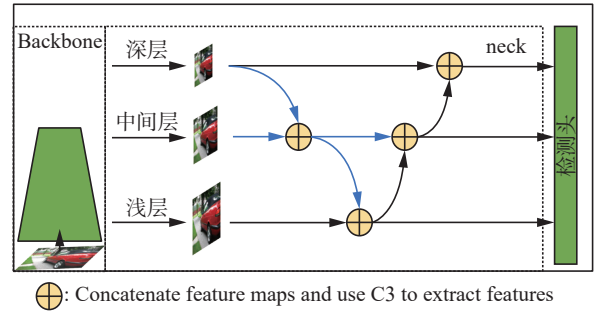 Backbone
深层
neck
中间层
浅层
检测头
: Concatenate feature maps and use C3 to extract features